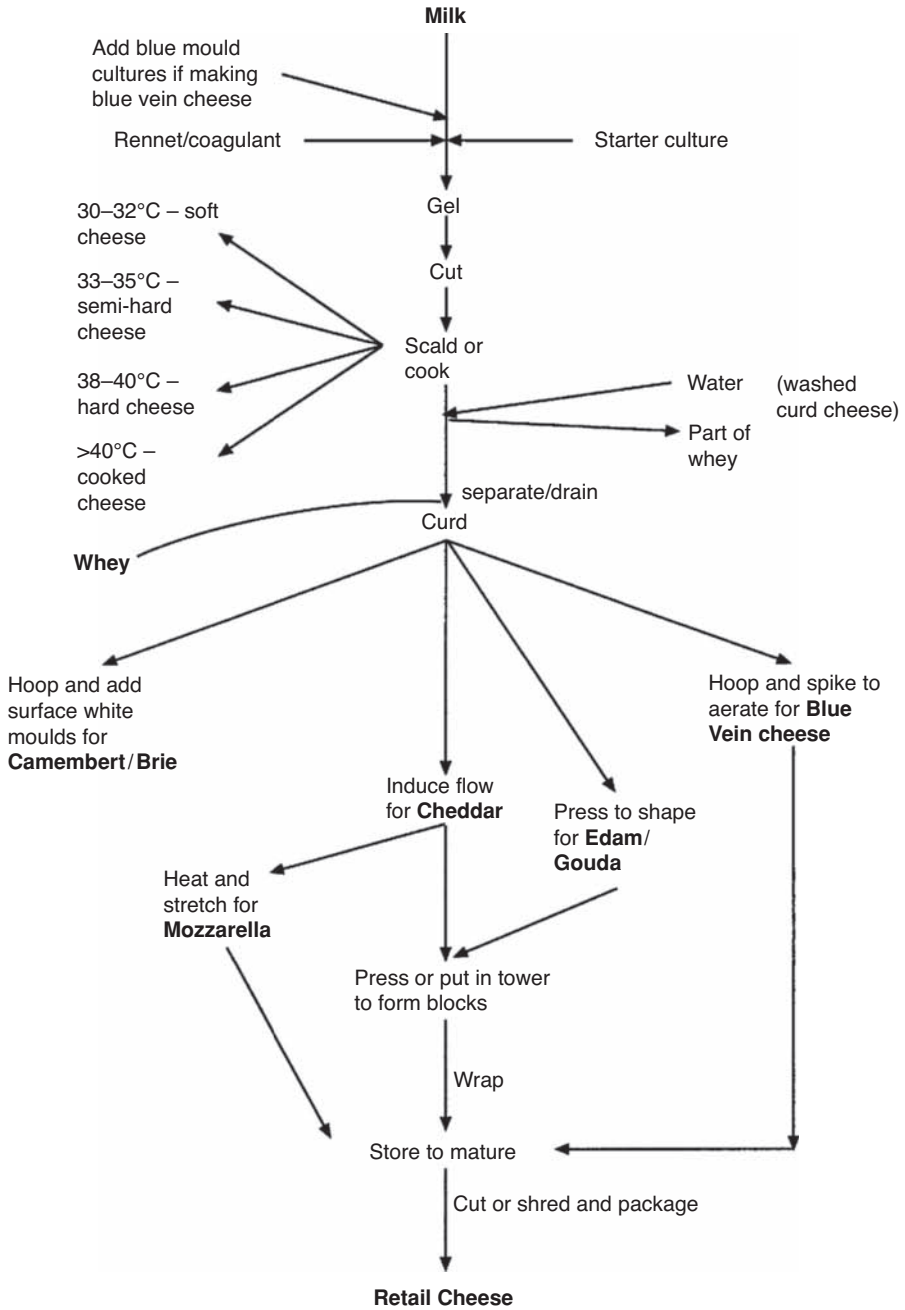 Milk
Add blue mould
cultures if making
blue vein cheese
Rennet/coagulant
Starter culture
Gel
30–32°C – soft
cheese
Cut
33–35°C –
semi-hard
cheese
Scald or
cook
38–40°C –
hard cheese
Water
(washed
curd cheese)
Part of
whey
>40°C –
cooked
cheese
separate/drain
Curd
Whey
Hoop and add
surface white
moulds for
Camembert/Brie
Hoop and spike to
aerate for Blue
Vein cheese
Induce flow
for Cheddar
Press to shape
for Edam/
Gouda
Heat and
stretch for
Mozzarella
Press or put in tower
to form blocks
Wrap
Store to mature
Cut or shred and package
Retail Cheese